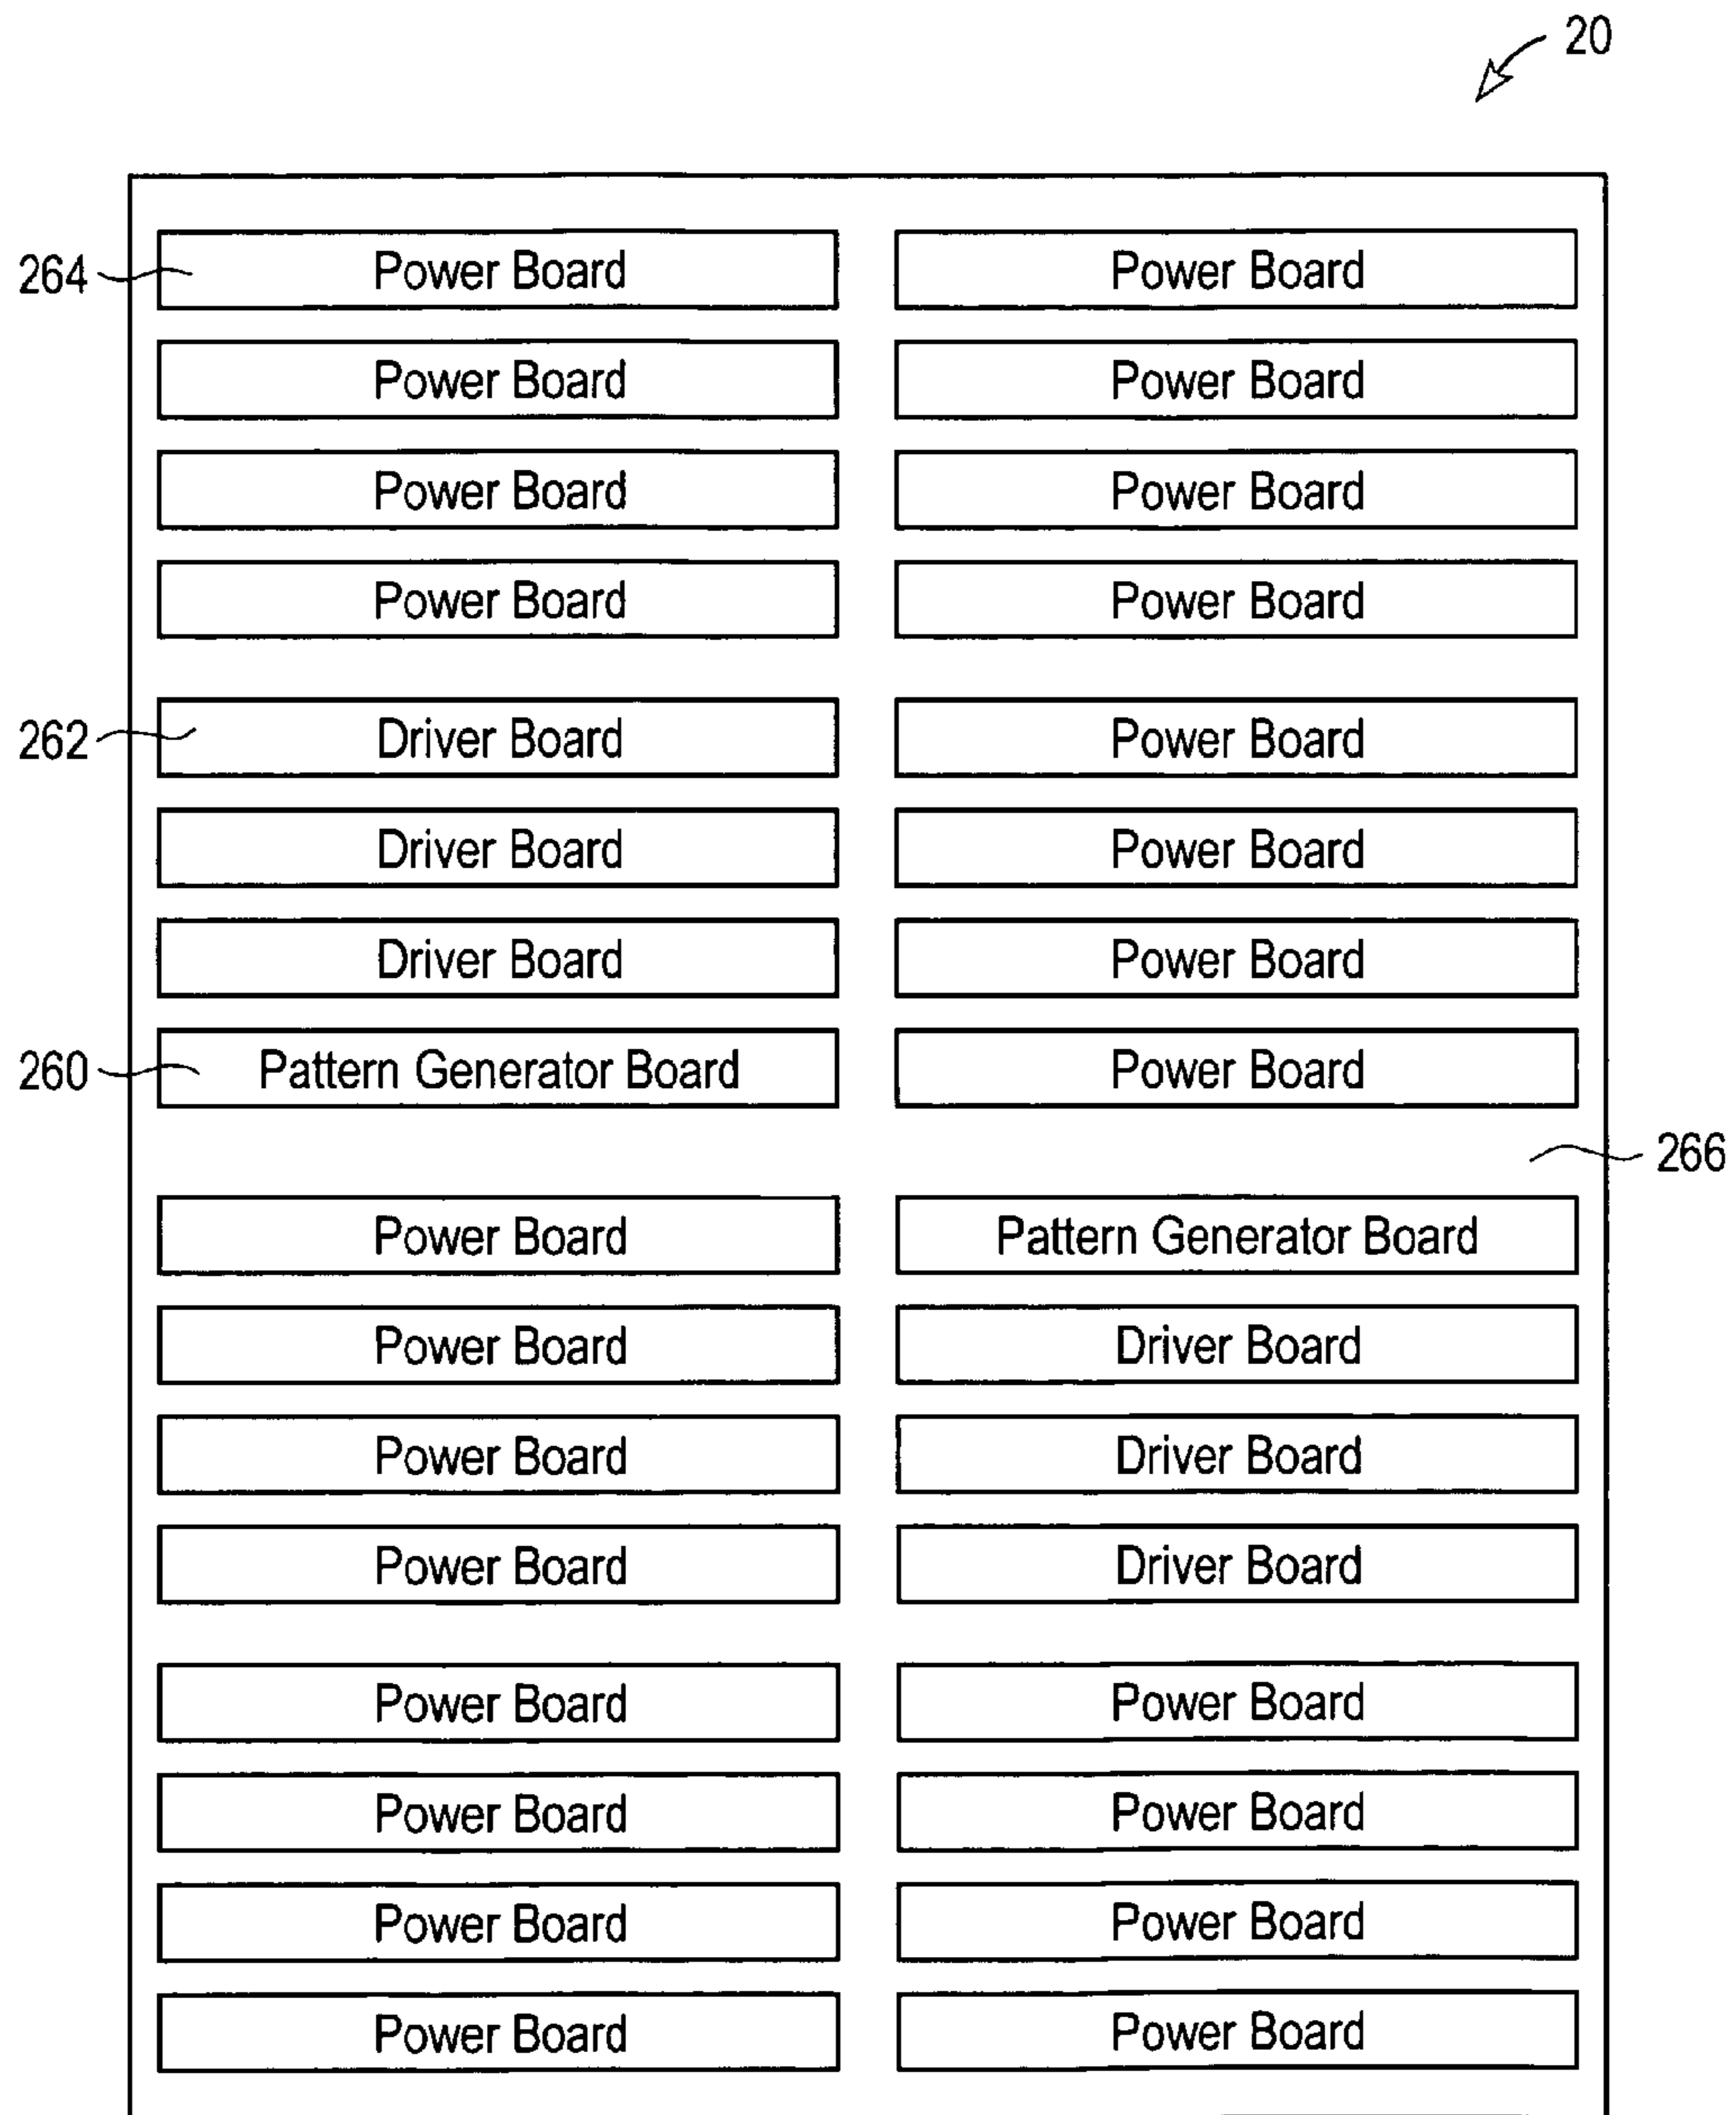 20
264 Power Board Power Board
Power Board Power Board
Power Board Power Board
Power Board Power Board
262 Driver Board Power Board
Driver Board Power Board
Driver Board Power Board
260 Pattern Generator Board Power Board
266
Power Board Pattern Generator Board
Power Board Driver Board
Power Board Driver Board
Power Board Driver Board
Power Board Power Board
Power Board Power Board
Power Board Power Board
Power Board Power Board